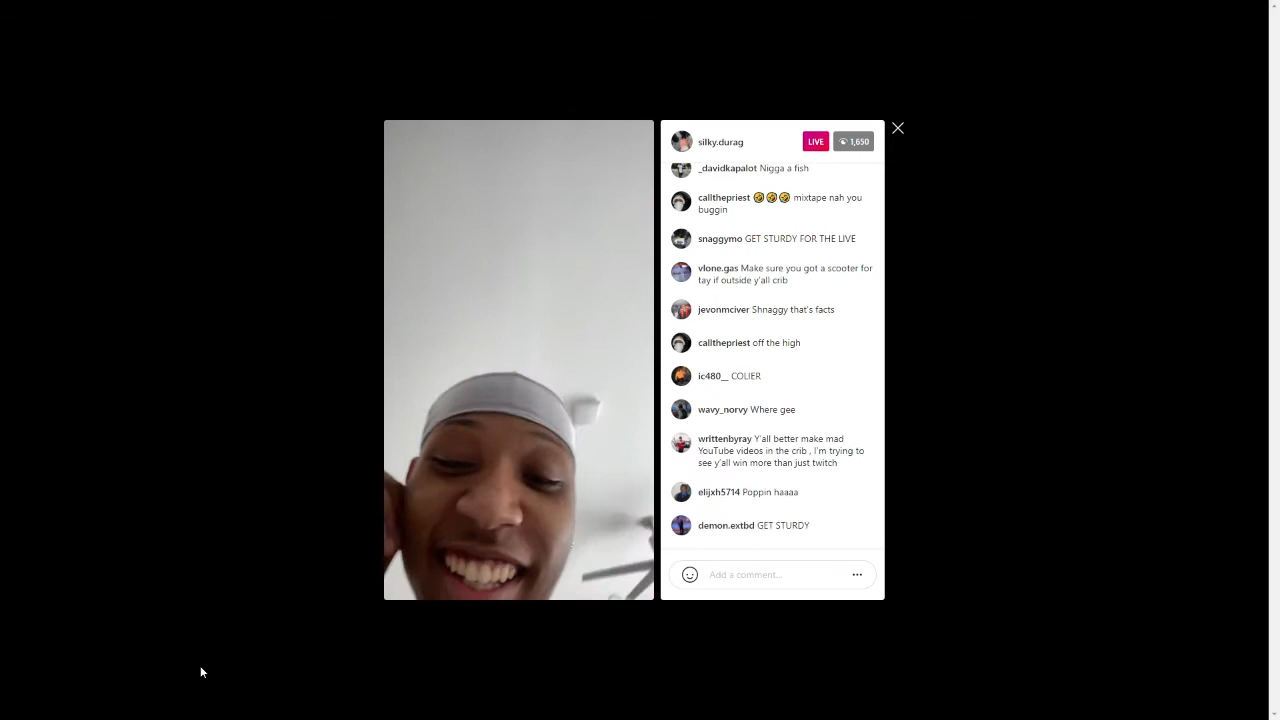 silky.durag LIVE 1,650
_davidkapalot Nigga a fish
callthepriest 🤣🤣🤣 mixtape nah you
buggin
snaggymo GET STURDY FOR THE LIVE
vlone.gas Make sure you got a scooter for
tay if outside y'all crib
jevonmciver Shnaggy that's facts
callthepriest off the high
ic480__ COLIER
wavy_norvy Where gee
writtenbyray Y'all better make mad
YouTube videos in the crib , I'm trying to
see y'all win more than just twitch
elijxh5714 Poppin haaaa
demon.extbd GET STURDY
Add a comment...